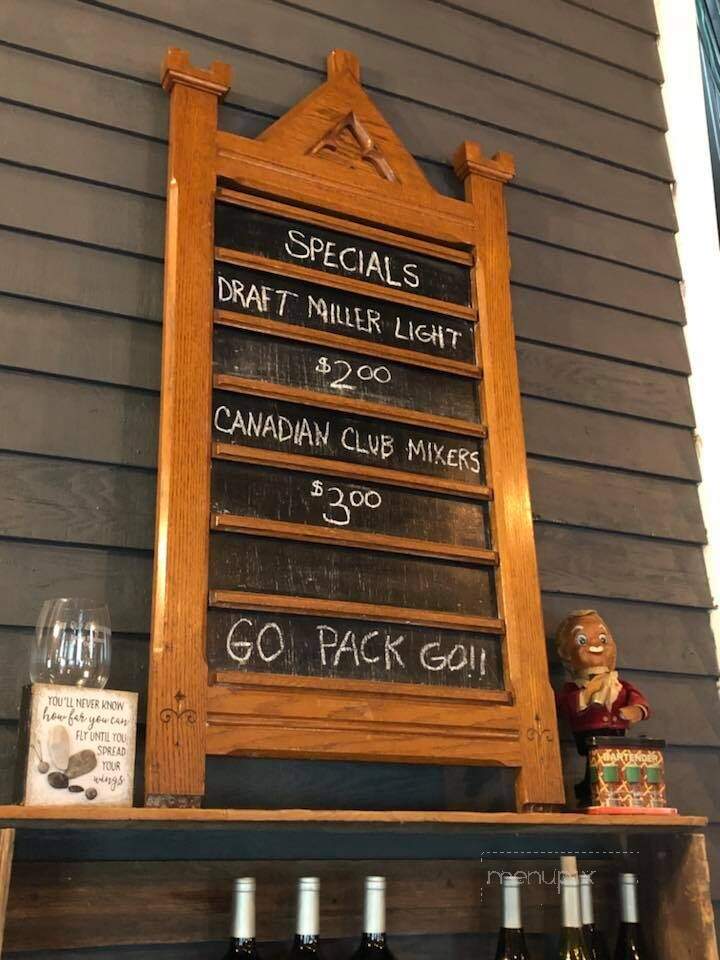 SPECIALS
DRAFT MILLER LIGHT
$2.00
CANADIAN CLUB MIXERS
$3.00
GO PACK GO!!
YOU'LL NEVER KNOW
how far you can
FLY UNTIL YOU
SPREAD
YOUR
wings
BARTENDER
menupix